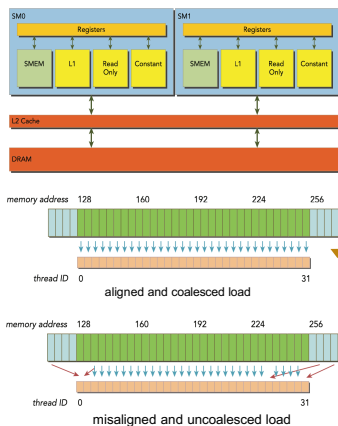 SM0 SM1
Registers Registers
SMEM L1 Read Only Constant SMEM L1 Read Only Constant
L2 Cache
DRAM
memory address 128 160 192 224 256
thread ID 0 31
aligned and coalesced load
memory address 128 160 192 224 256
thread ID 0 31
misaligned and uncoalesced load